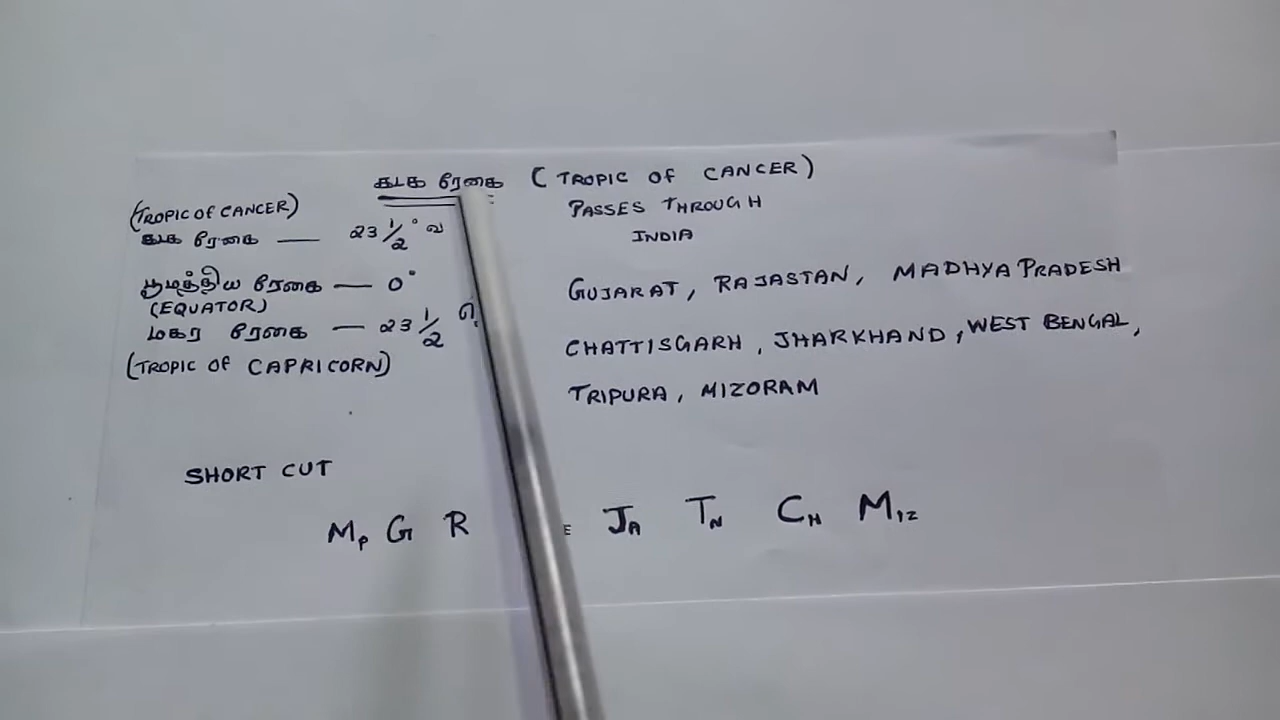 கடக ரேகை (TROPIC OF CANCER)
PASSES THROUGH
INDIA
(TROPIC OF CANCER)
கடக ரேகை — 23 1/2° வ
பூமத்திய ரேகை — 0°
(EQUATOR)
மகர ரேகை — 23 1/2
(TROPIC OF CAPRICORN)
GUJARAT, RAJASTAN, MADHYA PRADESH
CHATTISGARH, JHARKHAND, WEST BENGAL,
TRIPURA, MIZORAM
SHORT CUT
MP G R JA TN CH MIZ